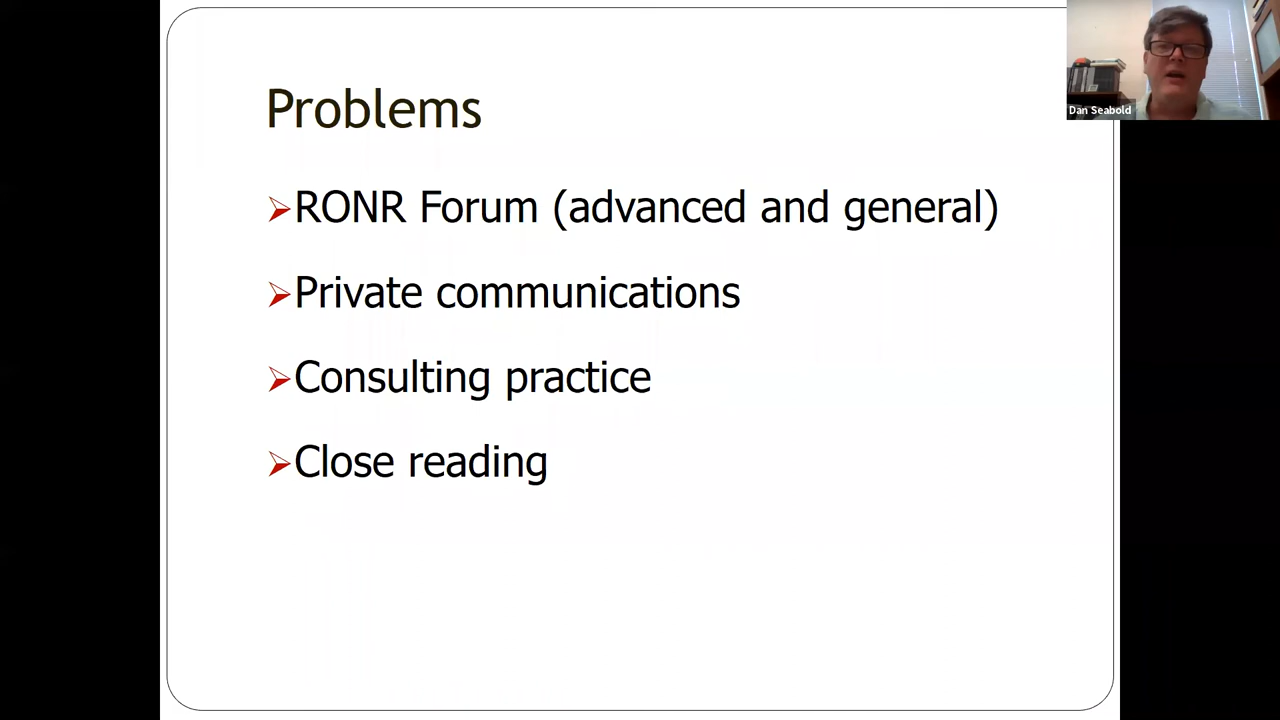 Problems
RONR Forum (advanced and general)
Private communications
Consulting practice
Close reading
Dan Seabold